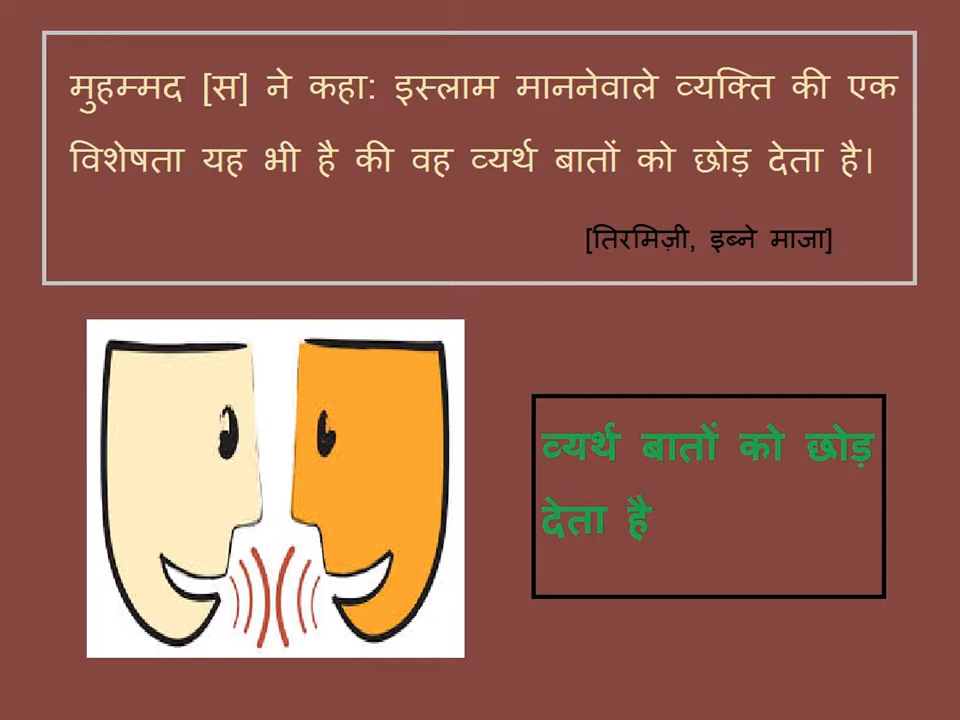 मुहम्मद [स] ने कहा: इस्लाम माननेवाले व्यक्ति की एक
विशेषता यह भी है की वह व्यर्थ बातों को छोड़ देता है।
[तिरमिज़ी, इब्ने माजा]
व्यर्थ बातों को छोड़
देता है